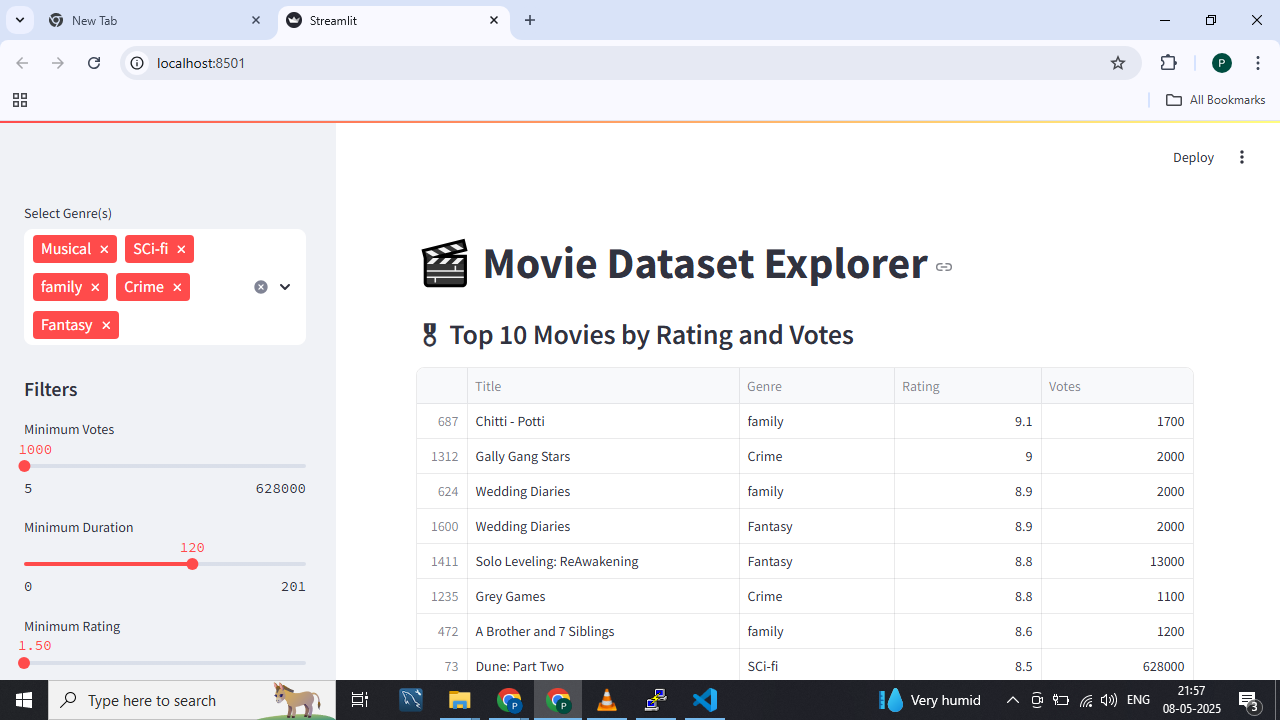 New Tab
Streamlit
localhost:8501
P
All Bookmarks
Deploy
Select Genre(s)
Musical
SCi-fi
family
Crime
Fantasy
Filters
Minimum Votes
1000
5 628000
Minimum Duration
120
0 201
Minimum Rating
1.50
Movie Dataset Explorer
Top 10 Movies by Rating and Votes
Title Genre Rating Votes
687 Chitti - Potti family 9.1 1700
1312 Gally Gang Stars Crime 9 2000
624 Wedding Diaries family 8.9 2000
1600 Wedding Diaries Fantasy 8.9 2000
1411 Solo Leveling: ReAwakening Fantasy 8.8 13000
1235 Grey Games Crime 8.8 1100
472 A Brother and 7 Siblings family 8.6 1200
73 Dune: Part Two SCi-fi 8.5 628000
Type here to search
P
P
Very humid
ENG
21:57
08-05-2025
3